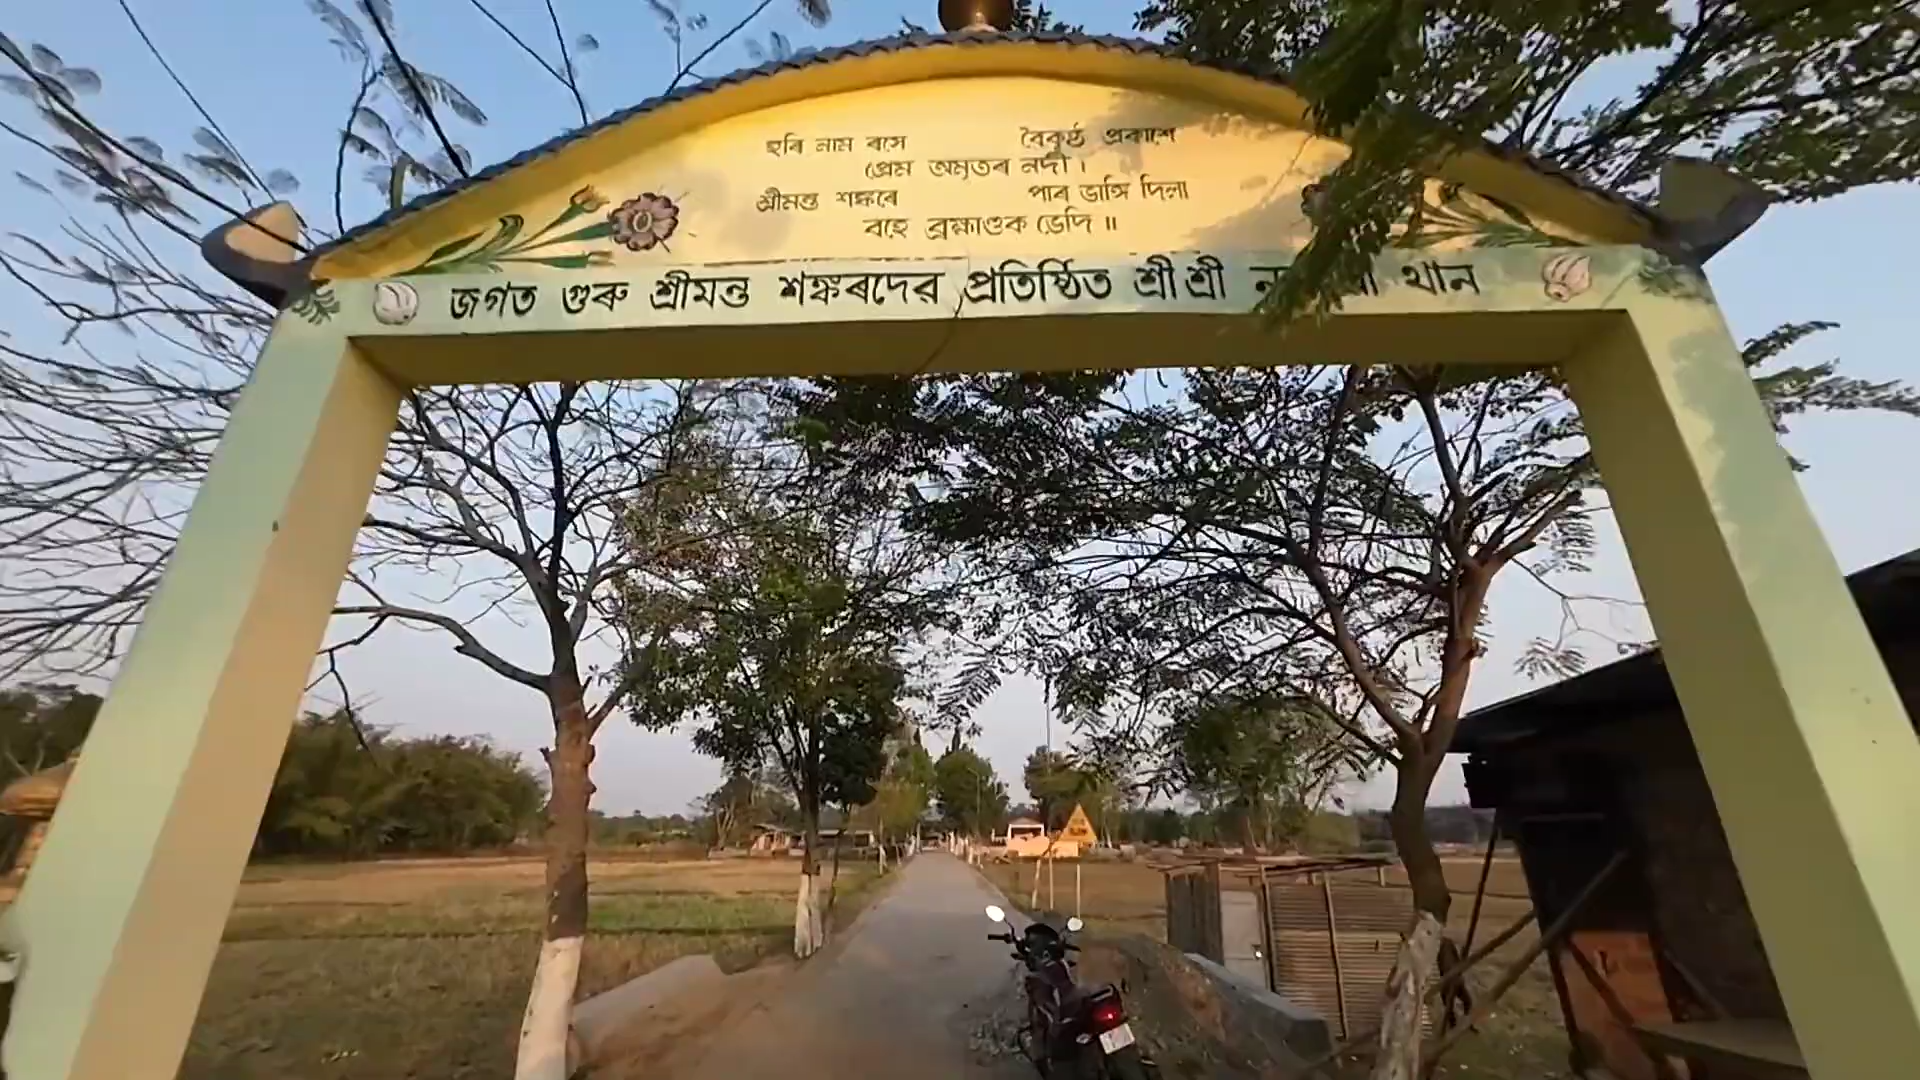 হৰি নাম ৰসে বৈকুণ্ঠ প্ৰকাশে
প্ৰেম অমৃতৰ নদী।
শ্ৰীমন্ত শঙ্কৰে পাৰ ভাঙ্গি দিলা
বহে ব্ৰহ্মাণ্ডক ভেদি॥
জগত গুৰু শ্ৰীমন্ত শঙ্কৰদেৱ প্ৰতিষ্ঠিত শ্ৰী শ্ৰী থান